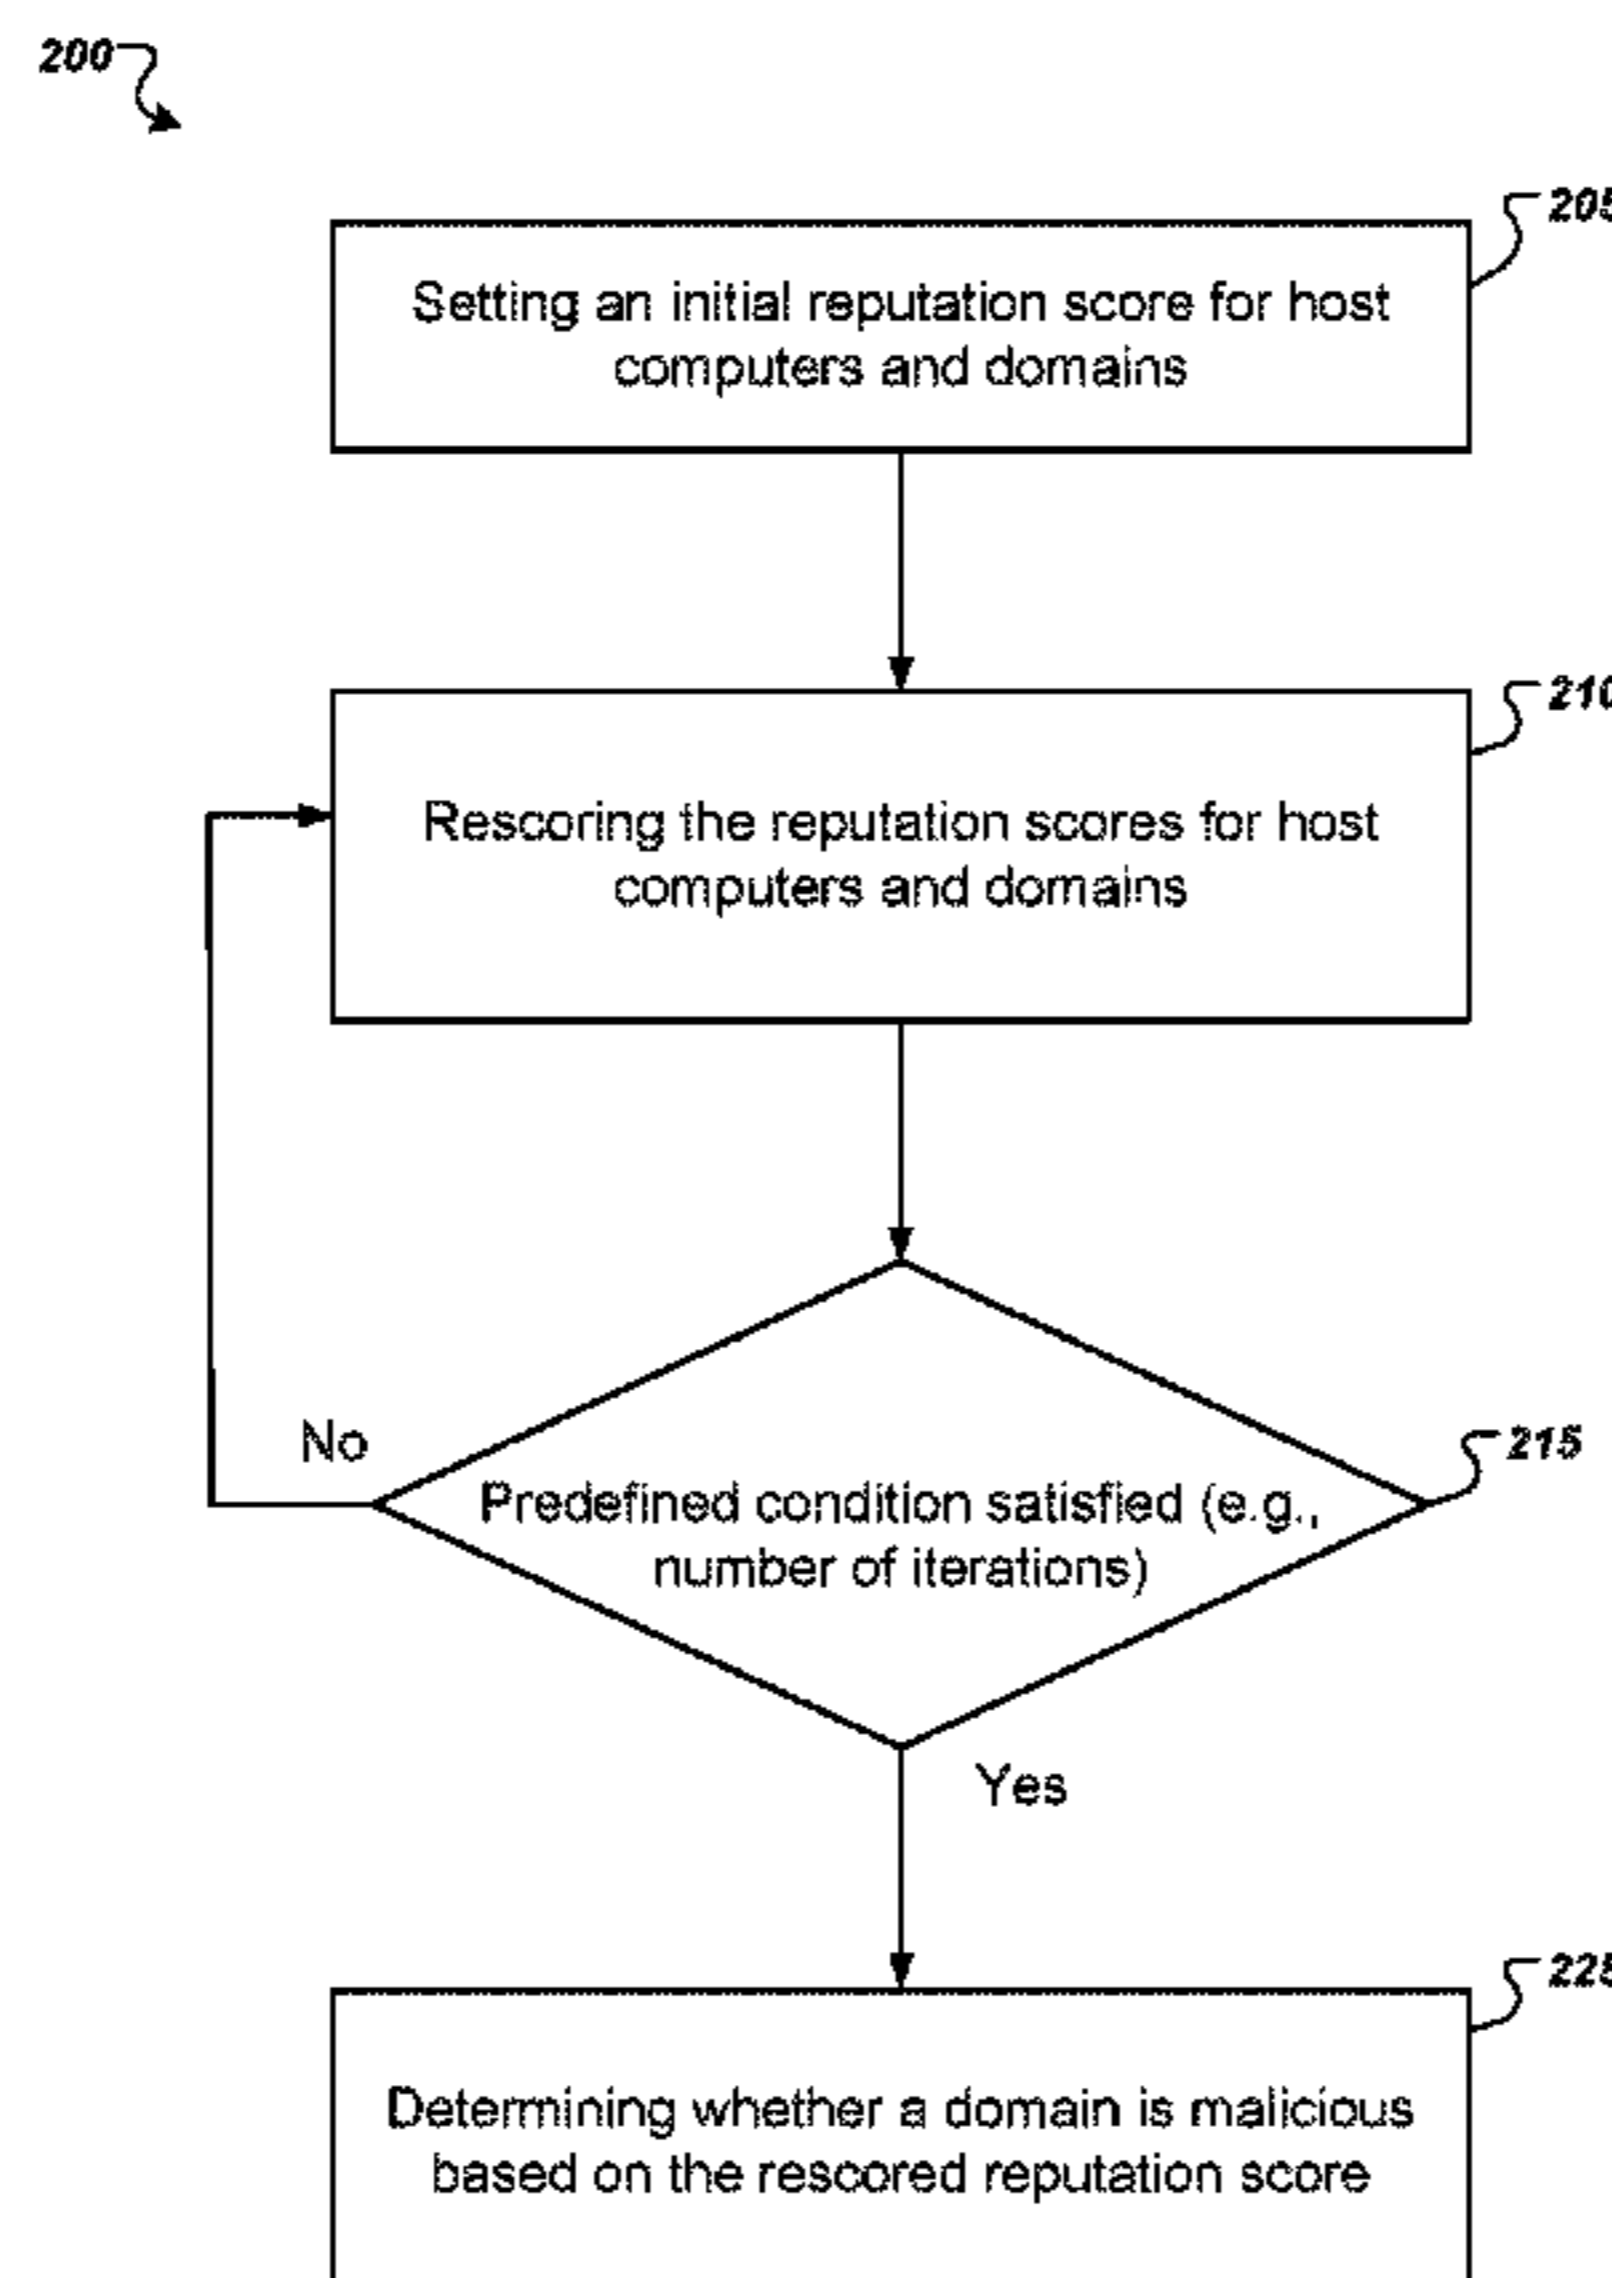 200
205
Setting an initial reputation score for host
computers and domains
210
Rescoring the reputation scores for host
computers and domains
No
215
Predefined condition satisfied (e.g.,
number of iterations)
Yes
225
Determining whether a domain is malicious
based on the rescored reputation score